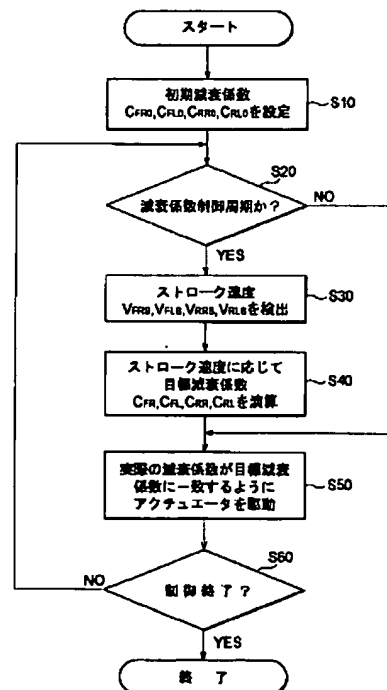 スタート
初期減衰係数
CFR0,CFL0,CRR0,CRL0を設定
S10
S20
減衰係数制御周期か?
NO
YES
ストローク速度
VFRS,VFLS,VRRS,VRLSを検出
S30
ストローク速度に応じて
目標減衰係数
CFR,CFL,CRR,CRLを演算
S40
実際の減衰係数が目標減衰
係数に一致するように
アクチュエータを駆動
S50
S60
制御終了?
NO
YES
終了